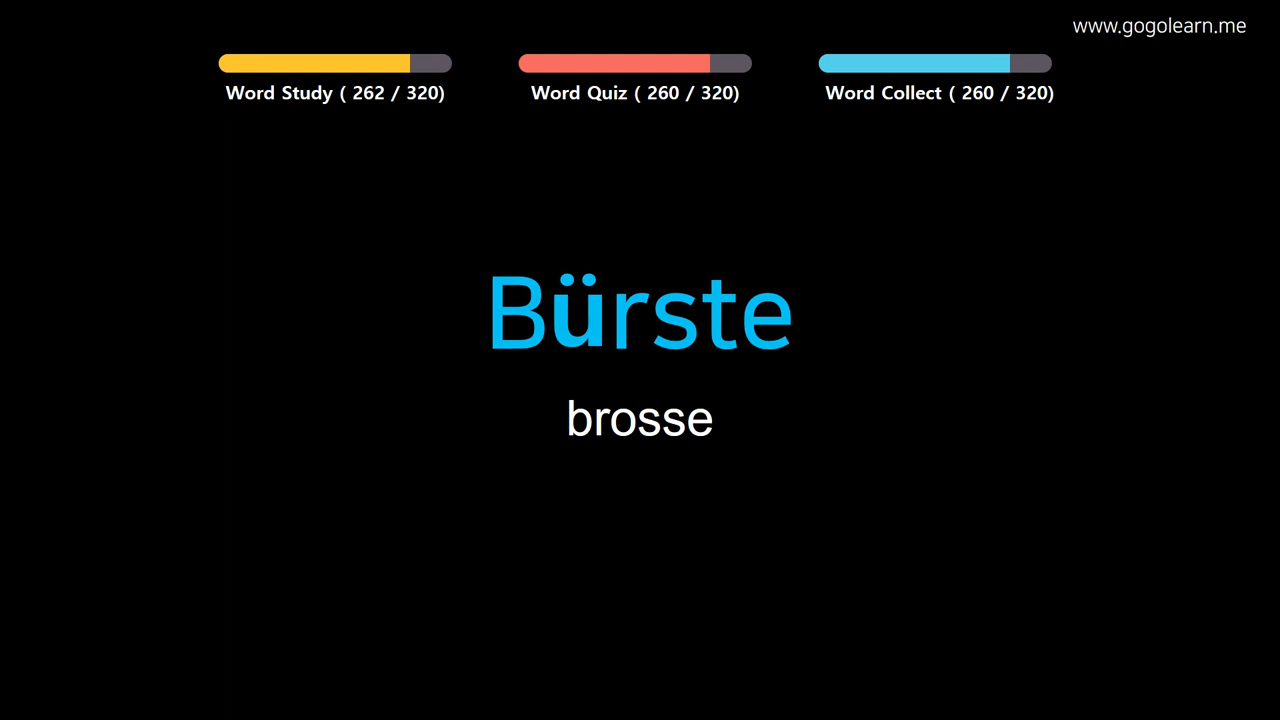 www.gogolearn.me
Word Study ( 262 / 320)
Word Quiz ( 260 / 320)
Word Collect ( 260 / 320)
Bürste
brosse